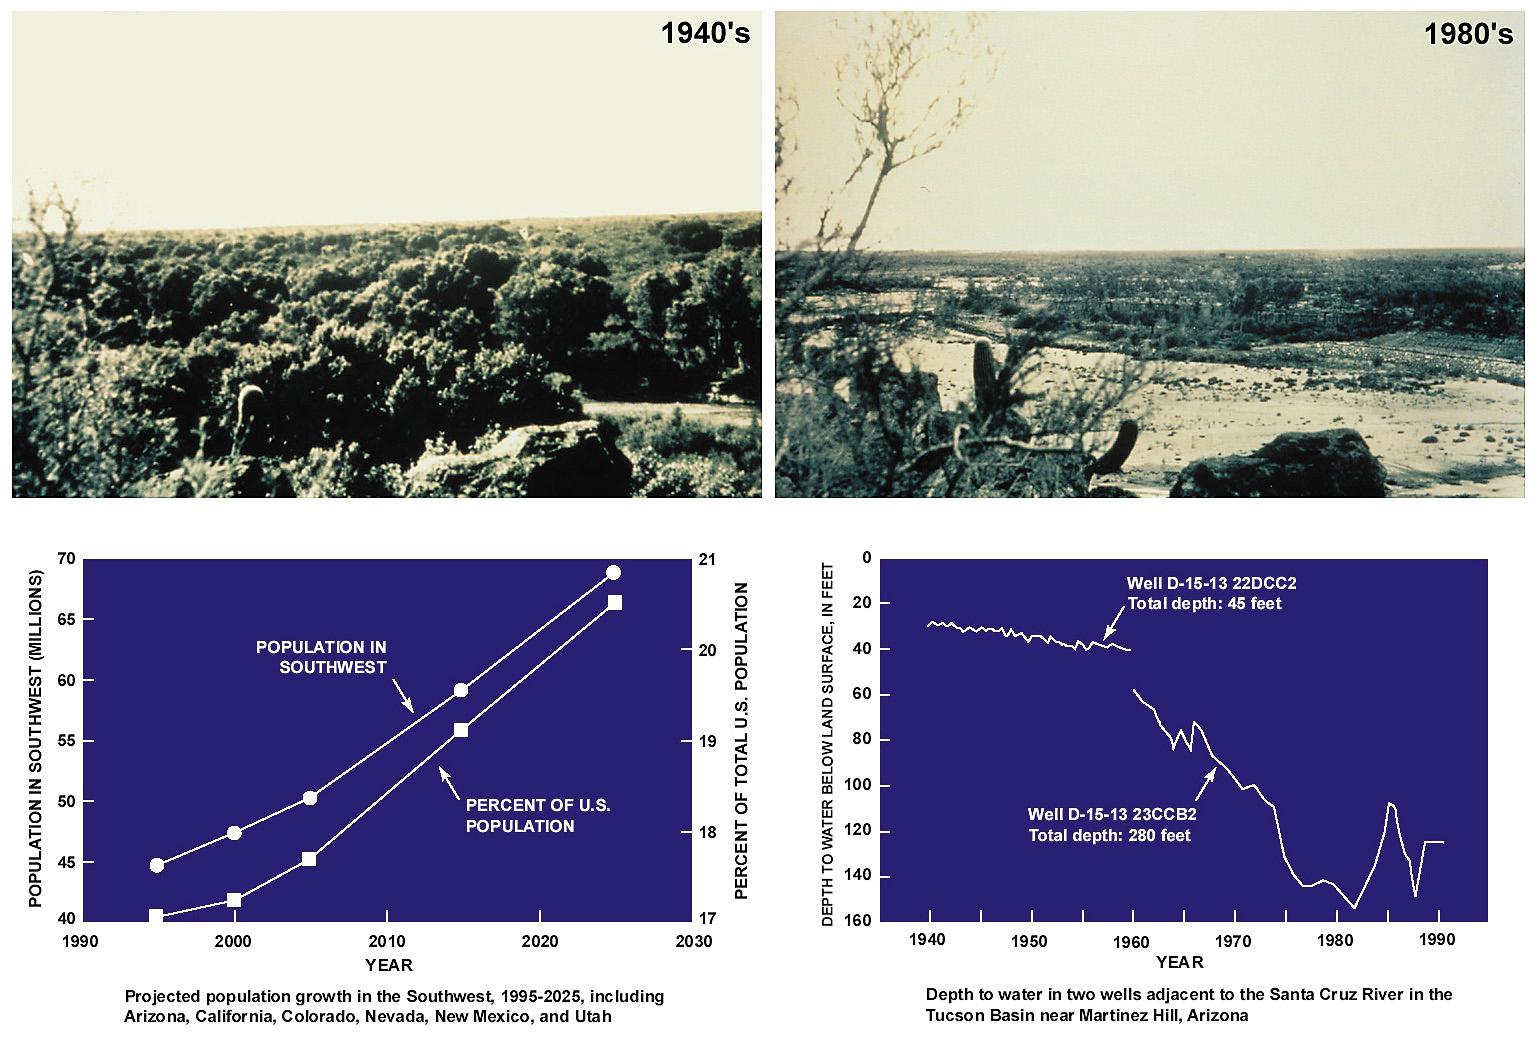 1940's
1980's
70
65
60
55
50
45
40
POPULATION IN SOUTHWEST (MILLIONS)
POPULATION IN
SOUTHWEST
PERCENT OF U.S.
POPULATION
21
20
19
18
17
PERCENT OF TOTAL U.S. POPULATION
1990
2000
2010
2020
2030
YEAR
Projected population growth in the Southwest, 1995-2025, including
Arizona, California, Colorado, Nevada, New Mexico, and Utah
0
20
40
60
80
100
120
140
160
DEPTH TO WATER BELOW LAND SURFACE, IN FEET
Well D-15-13 22DCC2
Total depth: 45 feet
Well D-15-13 23CCB2
Total depth: 280 feet
1940
1950
1960
1970
1980
1990
YEAR
Depth to water in two wells adjacent to the Santa Cruz River in the
Tucson Basin near Martinez Hill, Arizona